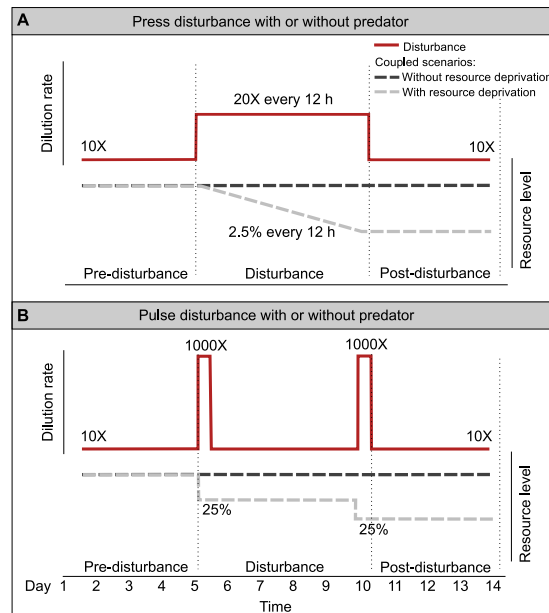 A Press disturbance with or without predator
Disturbance
Coupled scenarios:
Without resource deprivation
With resource deprivation
Dilution rate
20X every 12 h
10X
10X
Resource level
2.5% every 12 h
Pre-disturbance
Disturbance
Post-disturbance
B Pulse disturbance with or without predator
1000X
1000X
Dilution rate
10X
10X
Resource level
25%
25%
Pre-disturbance
Disturbance
Post-disturbance
Day 1 2 3 4 5 6 7 8 9 10 11 12 13 14
Time